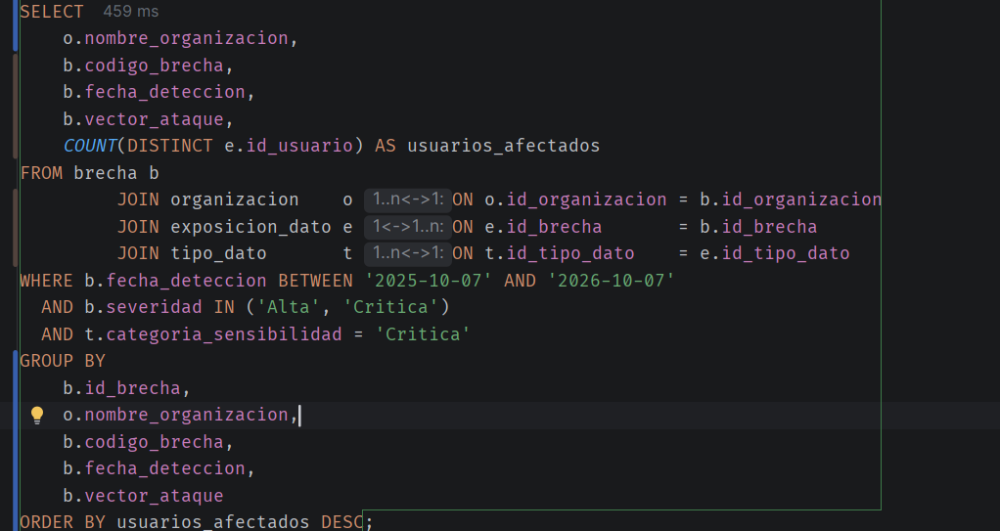 SELECT 459 ms
o.nombre_organizacion,
b.codigo_brecha,
b.fecha_deteccion,
b.vector_ataque,
COUNT(DISTINCT e.id_usuario) AS usuarios_afectados
FROM brecha b
JOIN organizacion o 1..n<->1: ON o.id_organizacion = b.id_organizacion
JOIN exposicion_dato e 1<->1..n: ON e.id_brecha = b.id_brecha
JOIN tipo_dato t 1..n<->1: ON t.id_tipo_dato = e.id_tipo_dato
WHERE b.fecha_deteccion BETWEEN '2025-10-07' AND '2026-10-07'
AND b.severidad IN ('Alta', 'Critica')
AND t.categoria_sensibilidad = 'Critica'
GROUP BY
b.id_brecha,
o.nombre_organizacion,
b.codigo_brecha,
b.fecha_deteccion,
b.vector_ataque
ORDER BY usuarios_afectados DESC;